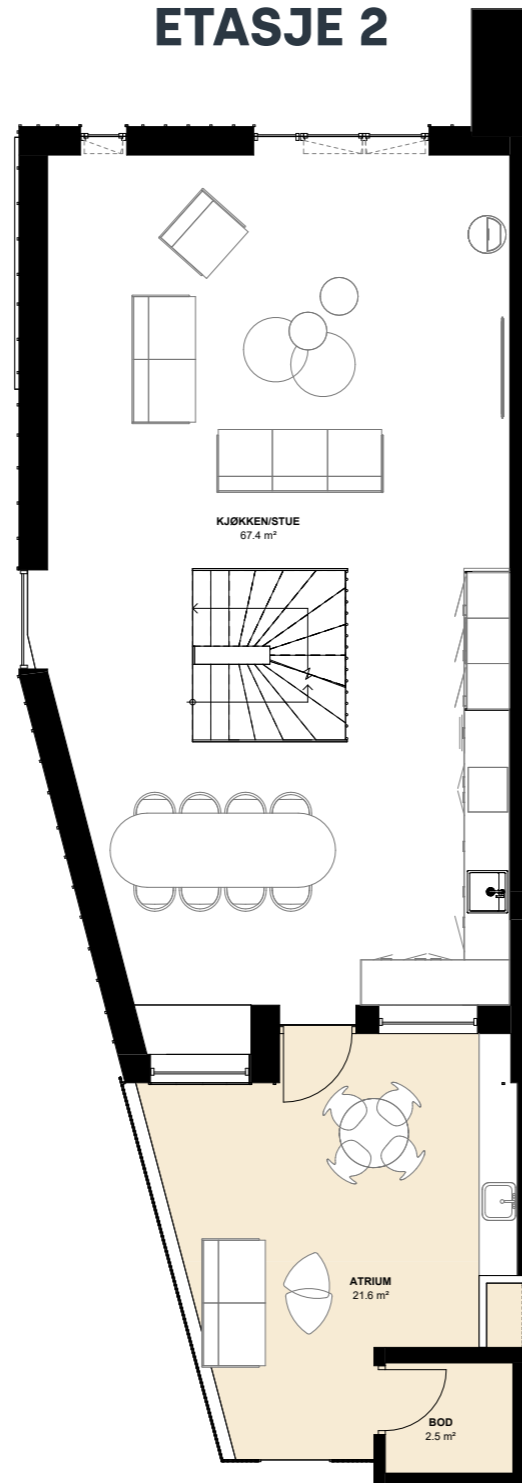 ETASJE 2
KJØKKEN/STUE
67.4 m²
ATRIUM
21.6 m²
BOD
2.5 m²